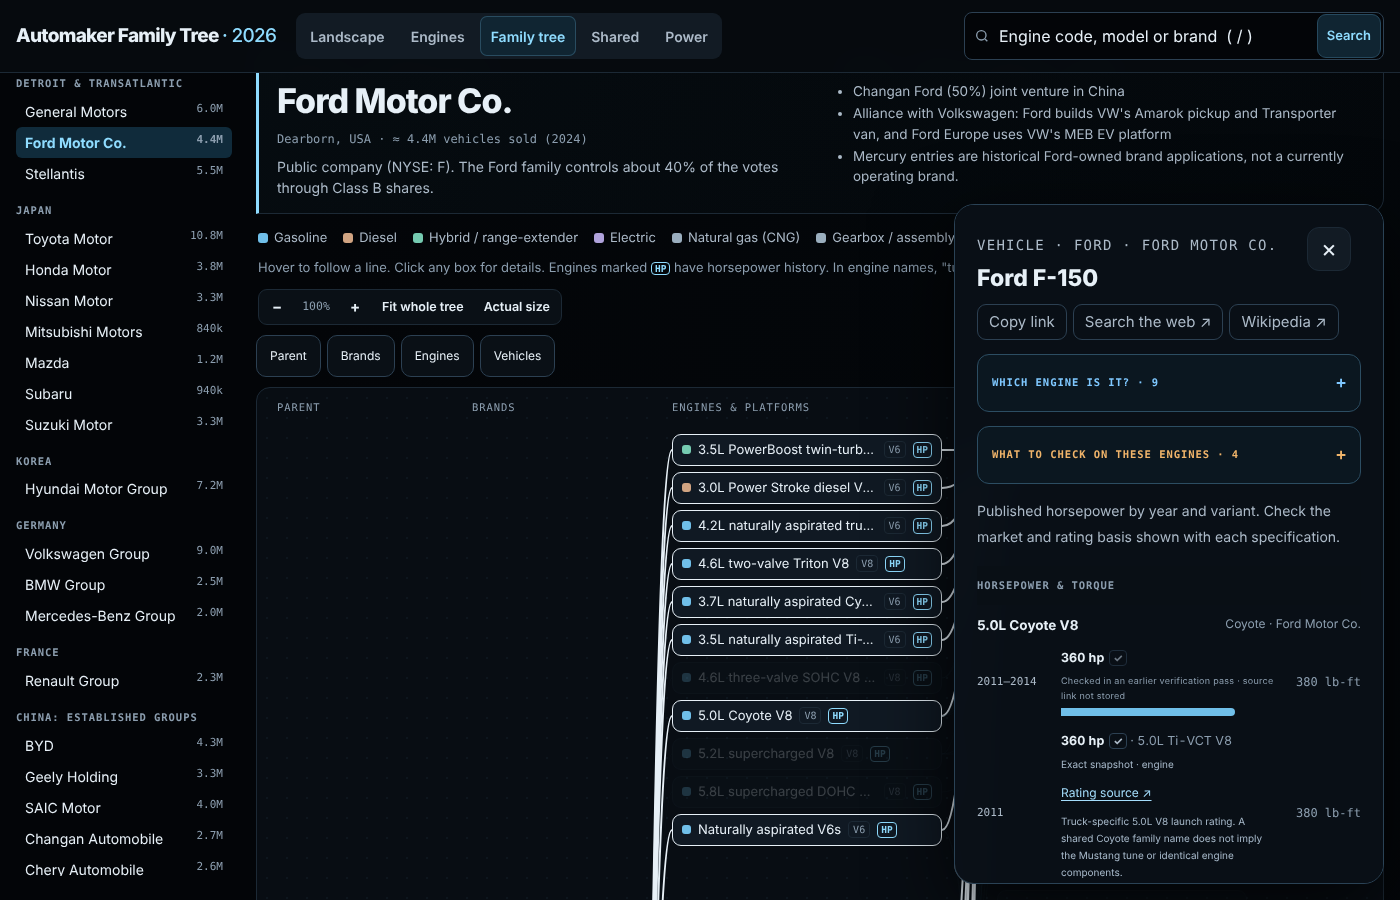 Automaker Family Tree · 2026
Landscape
Engines
Family tree
Shared
Power
Engine code, model or brand ( / )
Search
DETROIT & TRANSATLANTIC
General Motors 6.0M
Ford Motor Co. 4.4M
Stellantis 5.5M
JAPAN
Toyota Motor 10.8M
Honda Motor 3.8M
Nissan Motor 3.3M
Mitsubishi Motors 840k
Mazda 1.2M
Subaru 940k
Suzuki Motor 3.3M
KOREA
Hyundai Motor Group 7.2M
GERMANY
Volkswagen Group 9.0M
BMW Group 2.5M
Mercedes-Benz Group 2.0M
FRANCE
Renault Group 2.3M
CHINA: ESTABLISHED GROUPS
BYD 4.3M
Geely Holding 3.3M
SAIC Motor 4.0M
Changan Automobile 2.7M
Chery Automobile 2.6M
Ford Motor Co.
Dearborn, USA · ≈ 4.4M vehicles sold (2024)
Public company (NYSE: F). The Ford family controls about 40% of the votes
through Class B shares.
• Changan Ford (50%) joint venture in China
• Alliance with Volkswagen: Ford builds VW's Amarok pickup and Transporter
van, and Ford Europe uses VW's MEB EV platform
• Mercury entries are historical Ford-owned brand applications, not a currently
operating brand.
Gasoline
Diesel
Hybrid / range-extender
Electric
Natural gas (CNG)
Gearbox / assembly
Hover to follow a line. Click any box for details. Engines marked HP have horsepower history. In engine names, "tu
− 100% + Fit whole tree Actual size
Parent
Brands
Engines
Vehicles
PARENT
BRANDS
ENGINES & PLATFORMS
3.5L PowerBoost twin-turb... V6 HP
3.0L Power Stroke diesel V... V6 HP
4.2L naturally aspirated tru... V6 HP
4.6L two-valve Triton V8 V8 HP
3.7L naturally aspirated Cy... V6 HP
3.5L naturally aspirated Ti-... V6 HP
4.6L three-valve SOHC V8 ... V8 HP
5.0L Coyote V8 V8 HP
5.2L supercharged V8 V8 HP
5.8L supercharged DOHC ... V8 HP
Naturally aspirated V6s V6 HP
VEHICLE · FORD · FORD MOTOR CO.
Ford F-150
×
Copy link
Search the web ↗
Wikipedia ↗
WHICH ENGINE IS IT? · 9 +
WHAT TO CHECK ON THESE ENGINES · 4 +
Published horsepower by year and variant. Check the
market and rating basis shown with each specification.
HORSEPOWER & TORQUE
5.0L Coyote V8 Coyote · Ford Motor Co.
360 hp ✓
2011–2014
Checked in an earlier verification pass · source
link not stored
380 lb-ft
360 hp ✓ · 5.0L Ti-VCT V8
Exact snapshot · engine
Rating source ↗
2011
380 lb-ft
Truck-specific 5.0L V8 launch rating. A
shared Coyote family name does not imply
the Mustang tune or identical engine
components.